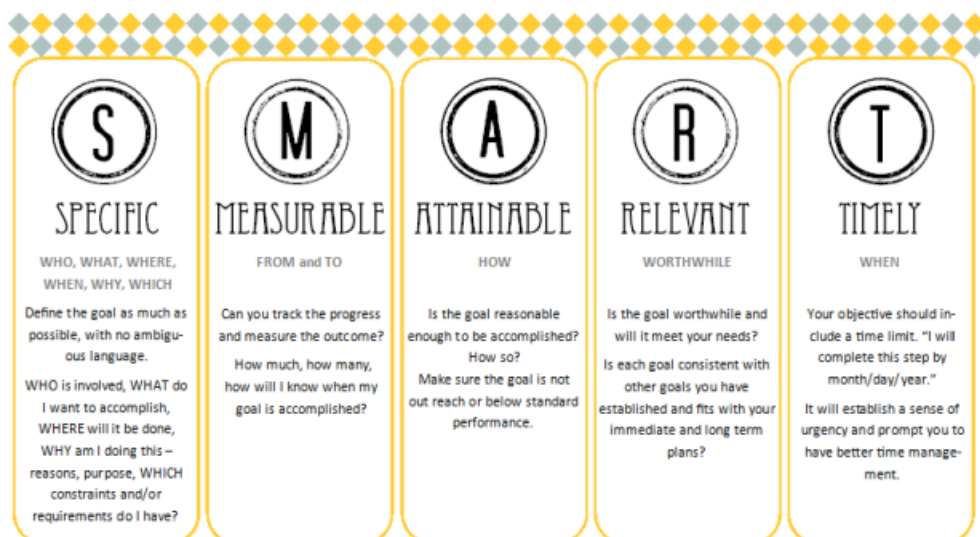 S
SPECIFIC
WHO, WHAT, WHERE,
WHEN, WHY, WHICH
Define the goal as much as
possible, with no ambigu-
ous language.
WHO is involved, WHAT do
I want to accomplish,
WHERE will it be done,
WHY am I doing this –
reasons, purpose, WHICH
constraints and/or
requirements do I have?
M
MEASURABLE
FROM and TO
Can you track the progress
and measure the outcome?
How much, how many,
how will I know when my
goal is accomplished?
A
ATTAINABLE
HOW
Is the goal reasonable
enough to be accomplished?
How so?
Make sure the goal is not
out reach or below standard
performance.
R
RELEVANT
WORTHWHILE
Is the goal worthwhile and
will it meet your needs?
Is each goal consistent with
other goals you have
established and fits with your
immediate and long term
plans?
T
TIMELY
WHEN
Your objective should in-
clude a time limit. “I will
complete this step by
month/day/year.”
It will establish a sense of
urgency and prompt you to
have better time manage-
ment.